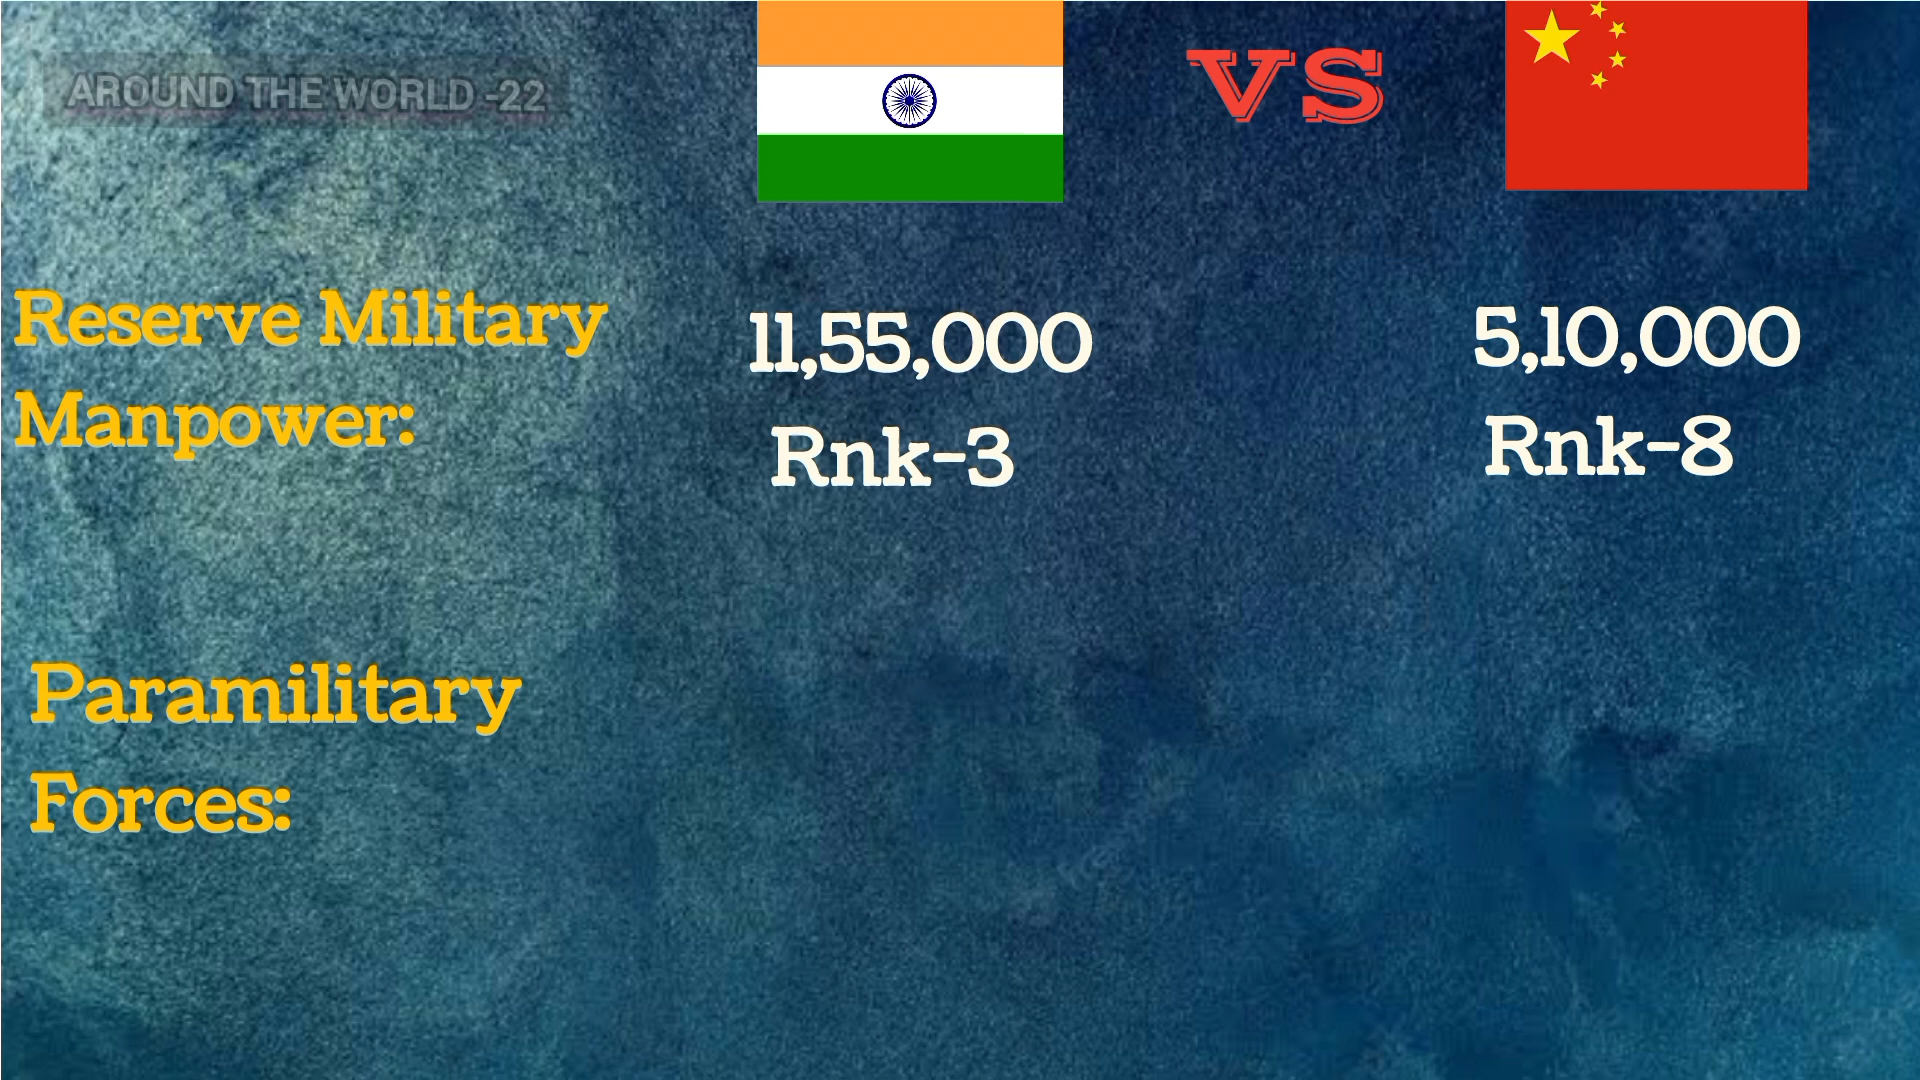 AROUND THE WORLD -22
VS
Reserve Military
Manpower:
11,55,000
Rnk-3
5,10,000
Rnk-8
Paramilitary
Forces: